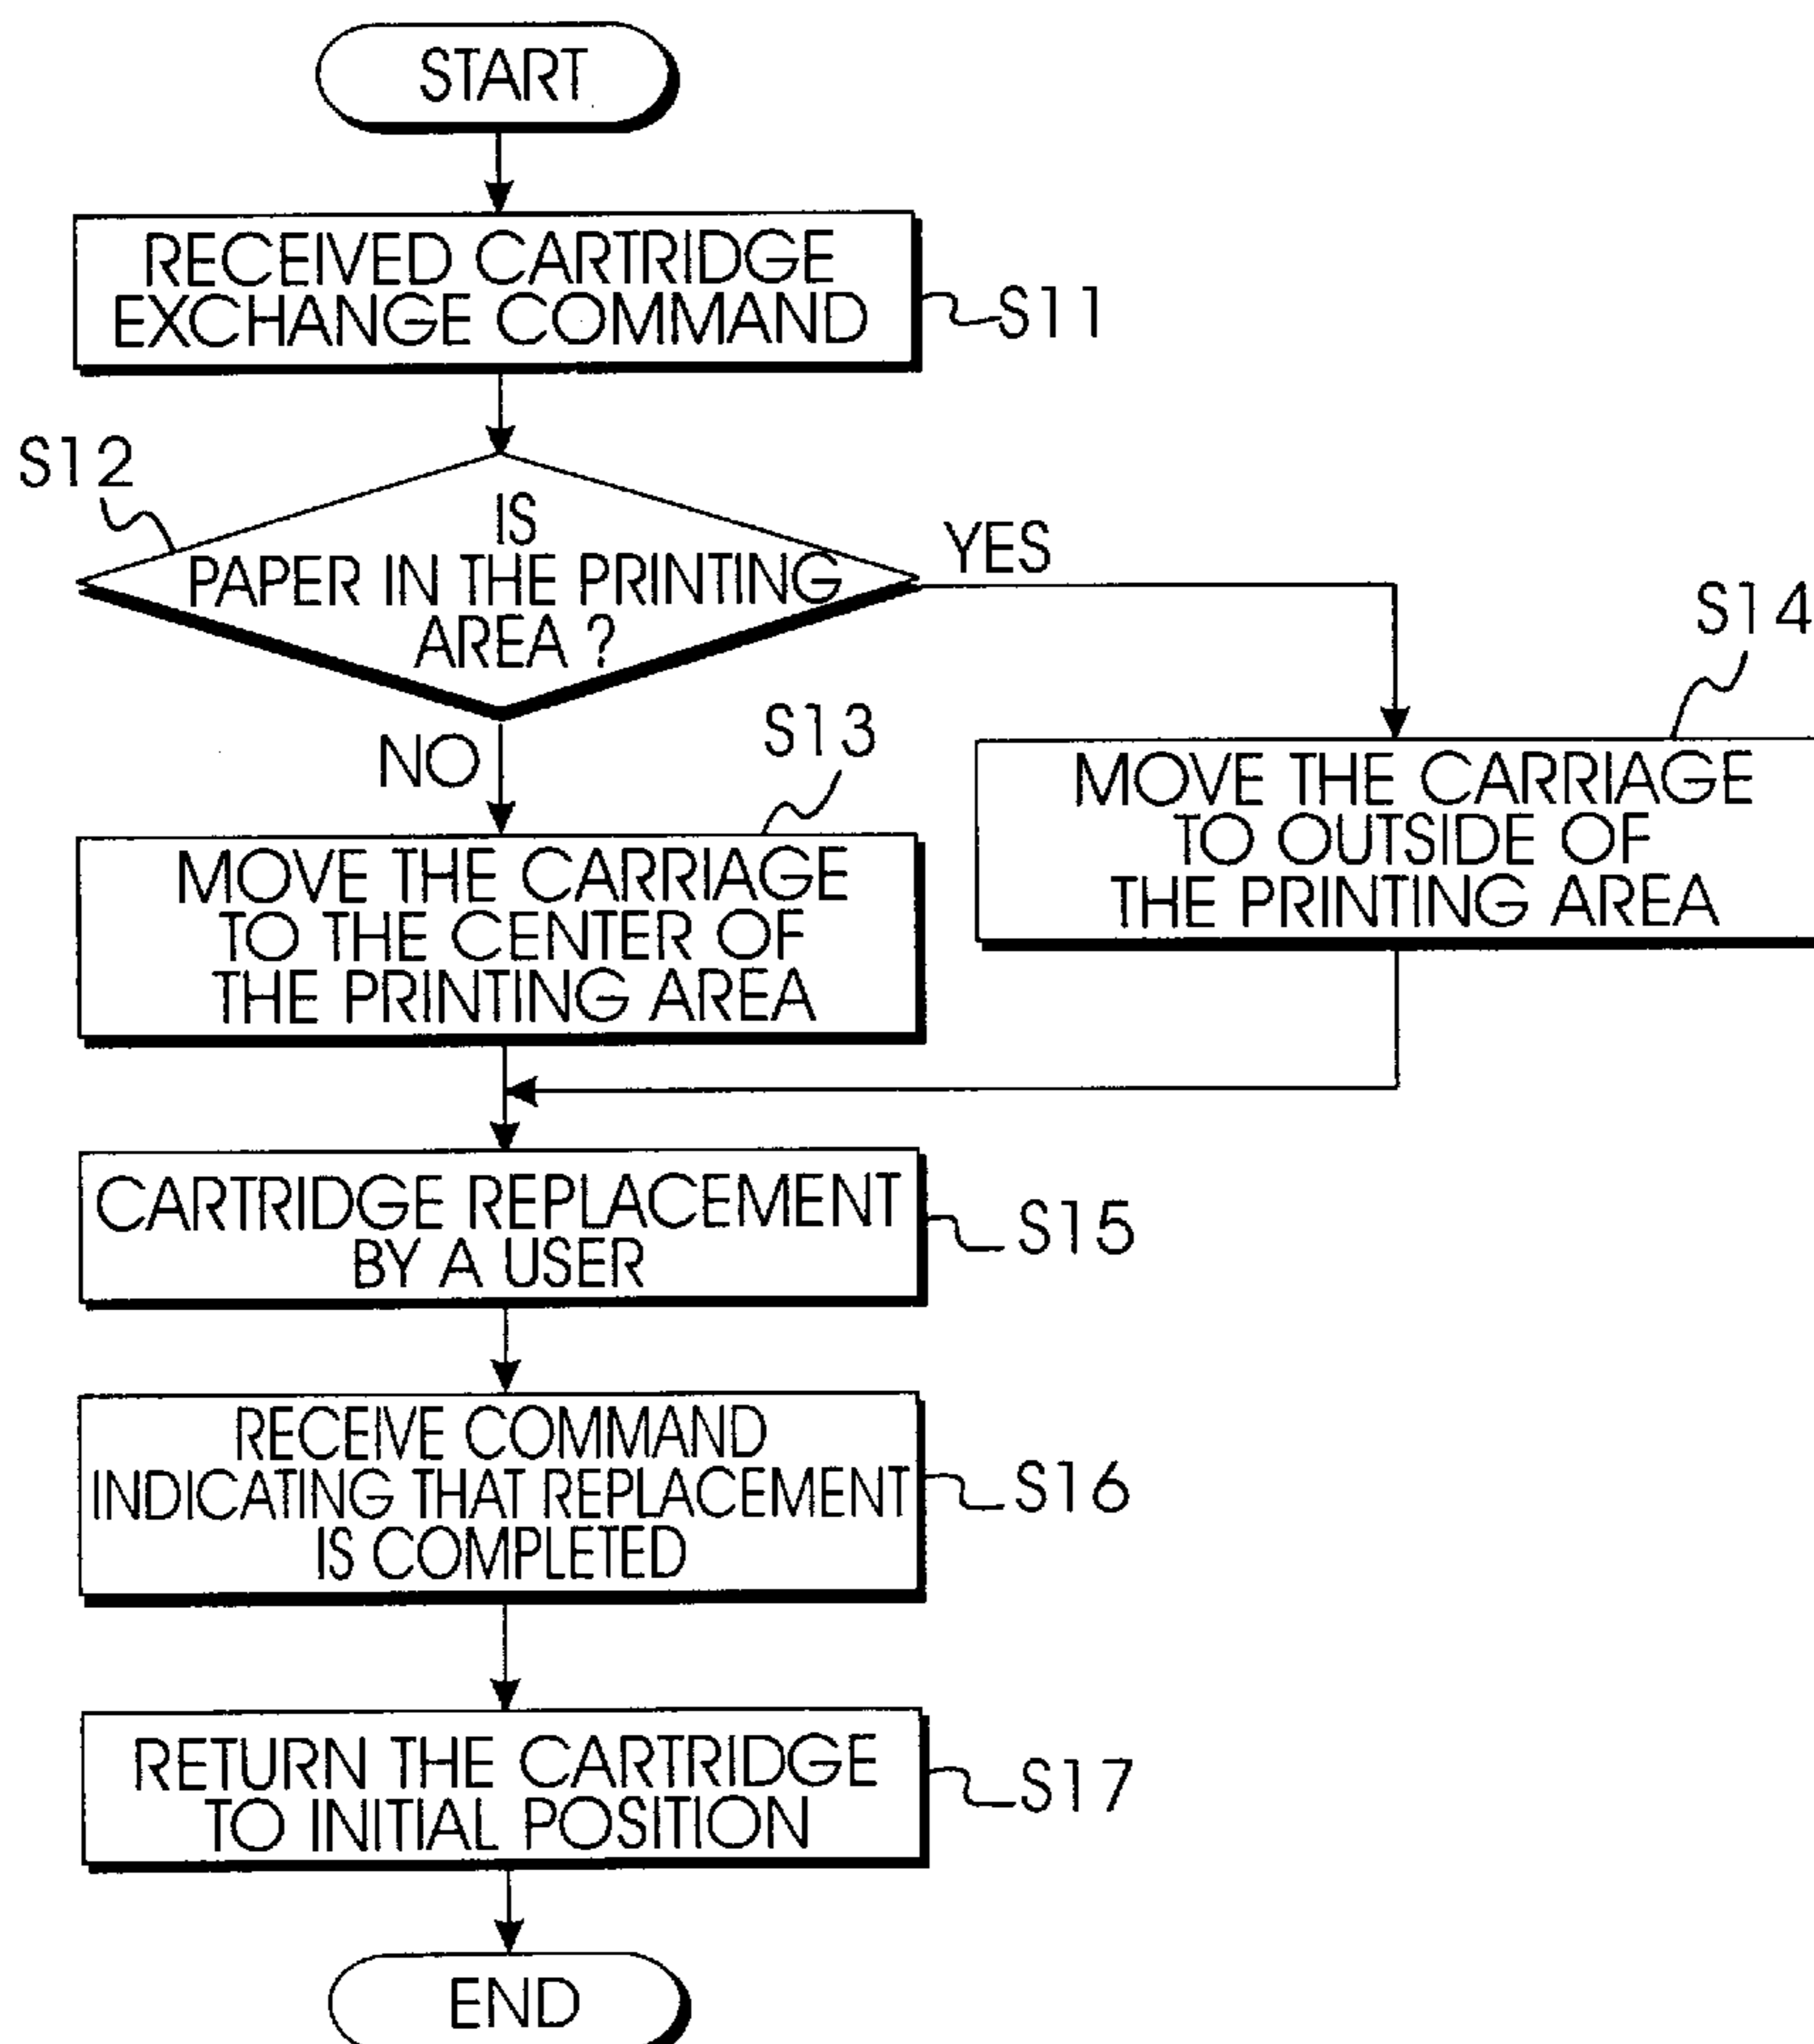 START
RECEIVED CARTRIDGE
EXCHANGE COMMAND
S11
S12
IS
PAPER IN THE PRINTING
AREA ?
YES
NO
S13
S14
MOVE THE CARRIAGE
TO THE CENTER OF
THE PRINTING AREA
MOVE THE CARRIAGE
TO OUTSIDE OF
THE PRINTING AREA
CARTRIDGE REPLACEMENT
BY A USER
S15
RECEIVE COMMAND
INDICATING THAT REPLACEMENT
IS COMPLETED
S16
RETURN THE CARTRIDGE
TO INITIAL POSITION
S17
END